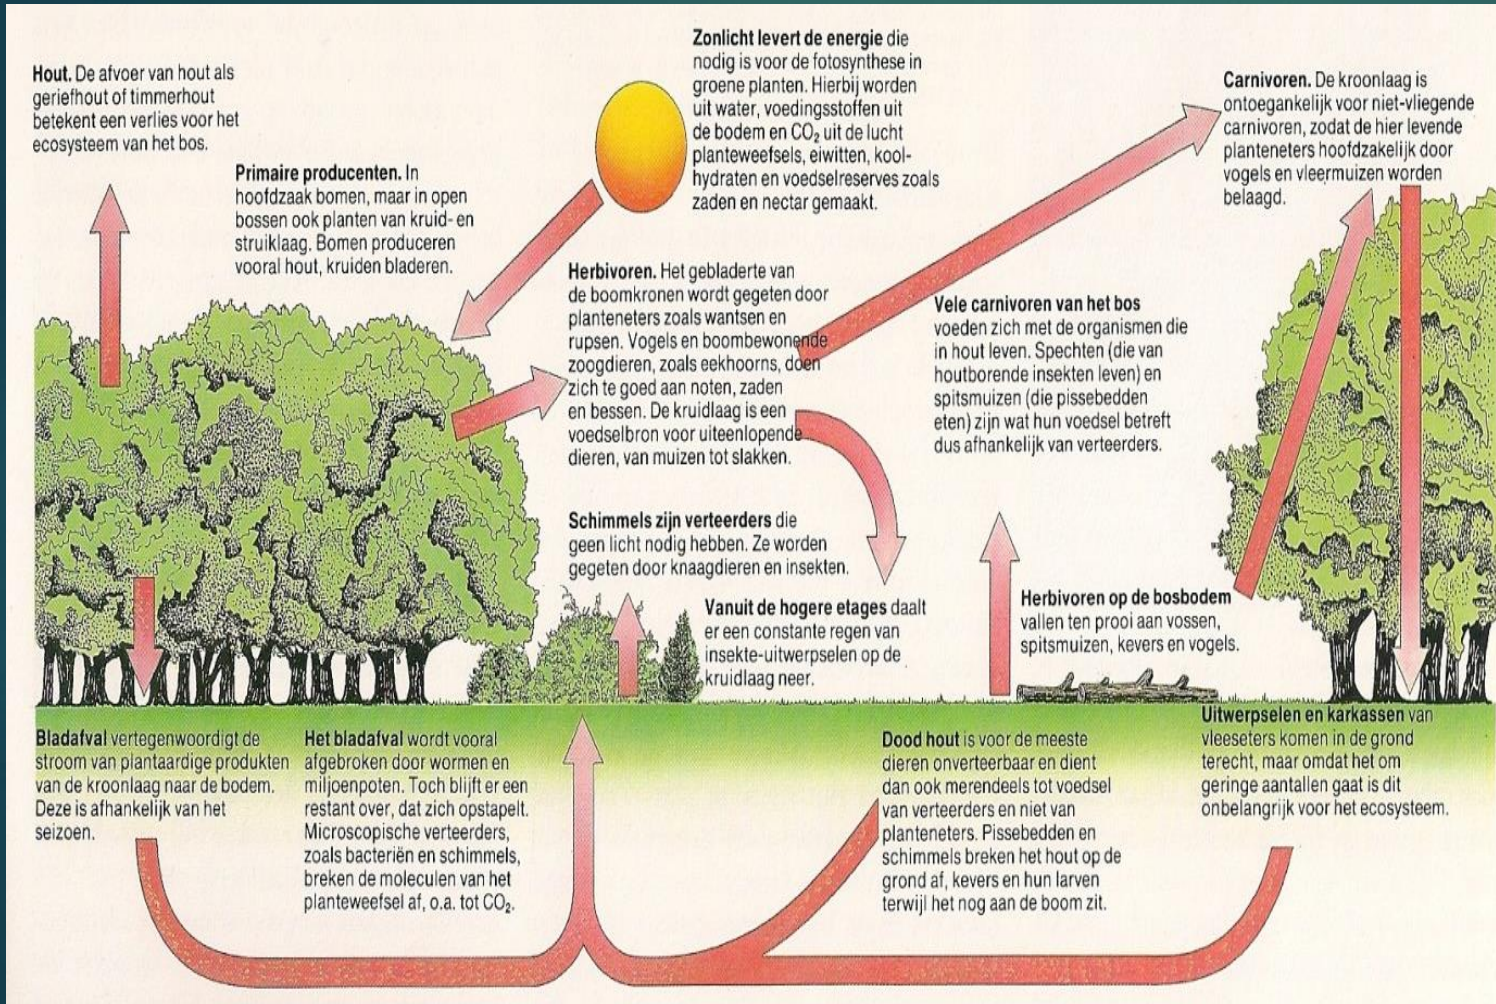 Hout. De afvoer van hout als
geriefhout of timmerhout
betekent een verlies voor het
ecosysteem van het bos.
Primaire producenten. In
hoofdzaak bomen, maar in open
bossen ook planten van kruid- en
struiklaag. Bomen produceren
vooral hout, kruiden bladeren.
Zonlicht levert de energie die
nodig is voor de fotosynthese in
groene planten. Hierbij worden
uit water, voedingsstoffen uit
de bodem en CO₂ uit de lucht
planteweefsels, eiwitten, kool-
hydraten en voedselreserves zoals
zaden en nectar gemaakt.
Carnivoren. De kroonlaag is
ontoegankelijk voor niet-vliegende
carnivoren, zodat de hier levende
planteneters hoofdzakelijk door
vogels en vleermuizen worden
belaagd.
Herbivoren. Het gebladerte van
de boomkronen wordt gegeten door
planteneters zoals wantsen en
rupsen. Vogels en boombewonende
zoogdieren, zoals eekhoorns, doen
zich te goed aan noten, zaden
en bessen. De kruidlaag is een
voedselbron voor uiteenlopende
dieren, van muizen tot slakken.
Vele carnivoren van het bos
voeden zich met de organismen die
in hout leven. Spechten (die van
houtborende insekten leven) en
spitsmuizen (die pissebedden
eten) zijn wat hun voedsel betreft
dus afhankelijk van verteerders.
Schimmels zijn verteerders die
geen licht nodig hebben. Ze worden
gegeten door knaagdieren en insekten.
Vanuit de hogere etages daalt
er een constante regen van
insekte-uitwerpselen op de
kruidlaag neer.
Herbivoren op de bosbodem
vallen ten prooi aan vossen,
spitsmuizen, kevers en vogels.
Bladafval vertegenwoordigt de
stroom van plantaardige produkten
van de kroonlaag naar de bodem.
Deze is afhankelijk van het
seizoen.
Het bladafval wordt vooral
afgebroken door wormen en
miljoenpoten. Toch blijft er een
restant over, dat zich opstapelt.
Microscopische verteerders,
zoals bacteriën en schimmels,
breken de moleculen van het
planteweefsel af, o.a. tot CO₂.
Dood hout is voor de meeste
dieren onverteerbaar en dient
dan ook merendeels tot voedsel
van verteerders en niet van
planteneters. Pissebedden en
schimmels breken het hout op de
grond af, kevers en hun larven
terwijl het nog aan de boom zit.
Uitwerpselen en karkassen van
vleeseters komen in de grond
terecht, maar omdat het om
geringe aantallen gaat is dit
onbelangrijk voor het ecosysteem.